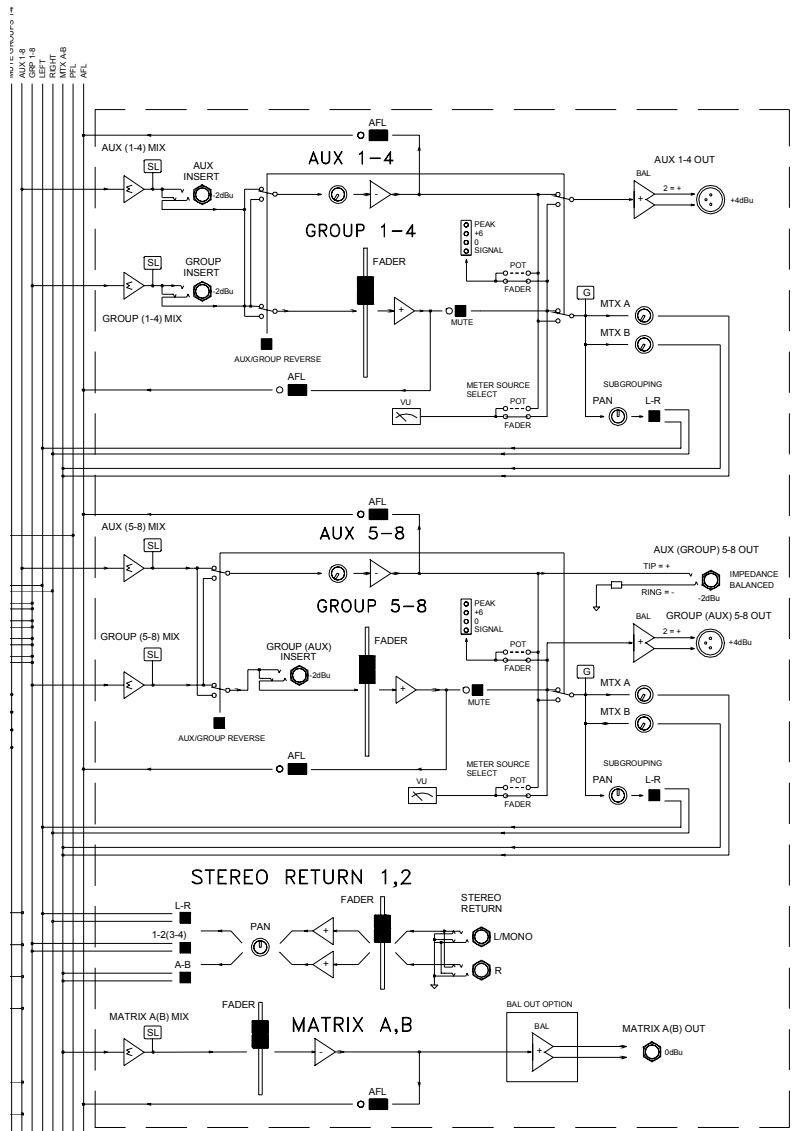 MUTE GROUPS 1-4
AUX 1-8
GRP 1-8
LEFT
RIGHT
MTX A-B
PFL
AFL
AFL
AUX (1-4) MIX
SL
AUX
INSERT
-2dBu
AUX 1-4
AUX 1-4 OUT
BAL
2 = +
+4dBu
GROUP 1-4
PEAK
+6
0
SIGNAL
SL
GROUP
INSERT
-2dBu
GROUP (1-4) MIX
FADER
POT
FADER
G
MUTE
MTX A
MTX B
AUX/GROUP REVERSE
AFL
METER SOURCE
SELECT
POT
FADER
VU
SUBGROUPING
PAN
L-R
AFL
AUX (5-8) MIX
SL
AUX 5-8
AUX (GROUP) 5-8 OUT
TIP = +
RING = -
IMPEDANCE
BALANCED
-2dBu
GROUP 5-8
PEAK
+6
0
SIGNAL
GROUP (AUX) 5-8 OUT
BAL
2 = +
+4dBu
GROUP (5-8) MIX
SL
GROUP (AUX)
INSERT
-2dBu
FADER
POT
FADER
G
MUTE
MTX A
MTX B
AUX/GROUP REVERSE
AFL
METER SOURCE
SELECT
POT
FADER
VU
SUBGROUPING
PAN
L-R
STEREO RETURN 1,2
L-R
1-2(3-4)
A-B
PAN
FADER
STEREO
RETURN
L/MONO
R
MATRIX A(B) MIX
SL
FADER
MATRIX A,B
BAL OUT OPTION
BAL
MATRIX A(B) OUT
0dBu
AFL